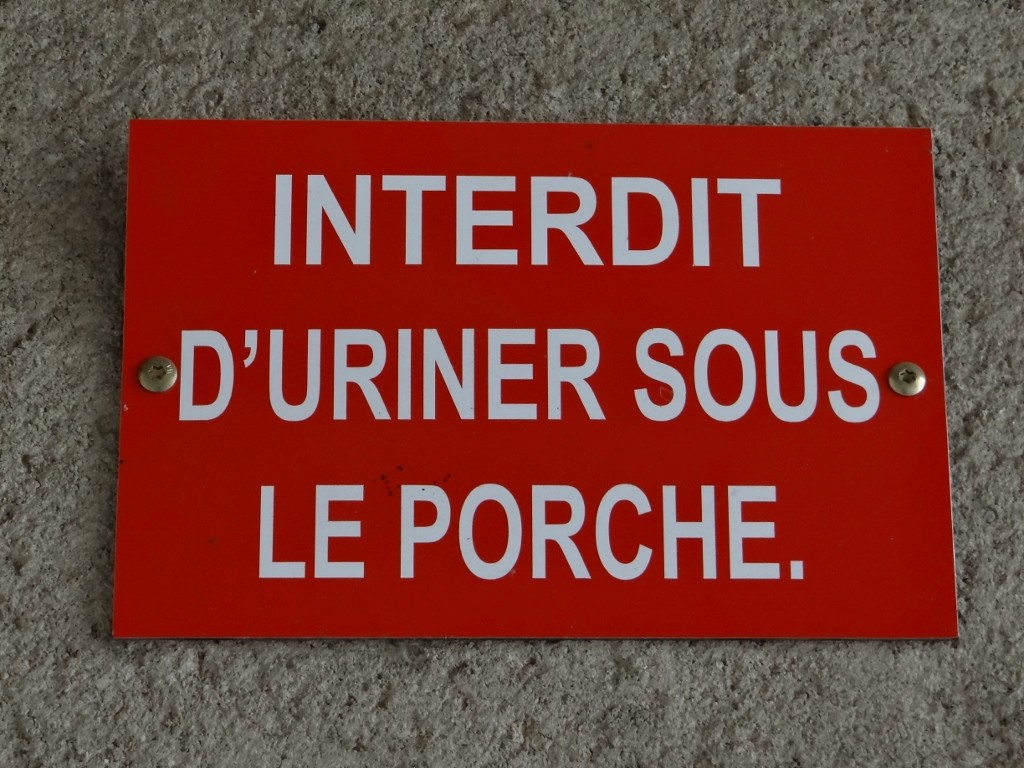 INTERDIT
D'URINER SOUS
LE PORCHE.